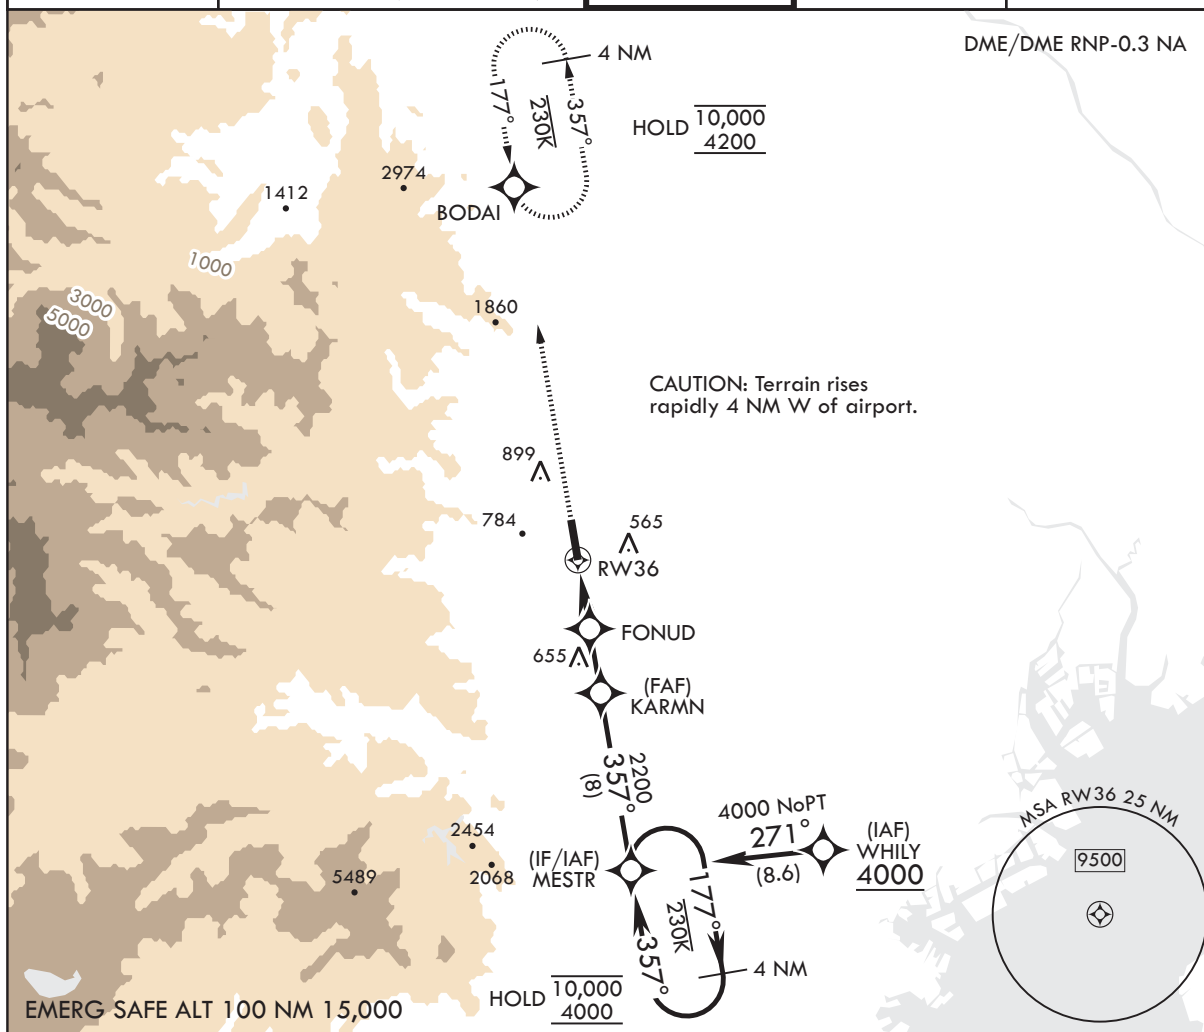 DME/DME RNP-0.3 NA
4 NM
177°
230K
357°
HOLD 10,000
4200
2974
1412
BODAI
1000
3000
5000
1860
CAUTION: Terrain rises
rapidly 4 NM W of airport.
899
784
565
RW36
FONUD
655
(FAF)
KARMN
2200
357°
(8)
4000 NoPT
271°
(8.6)
(IAF)
WHILY
4000
MSA RW36 25 NM
9500
2454
2068
5489
(IF/IAF)
MESTR
177°
230K
357°
4 NM
HOLD 10,000
4000
EMERG SAFE ALT 100 NM 15,000